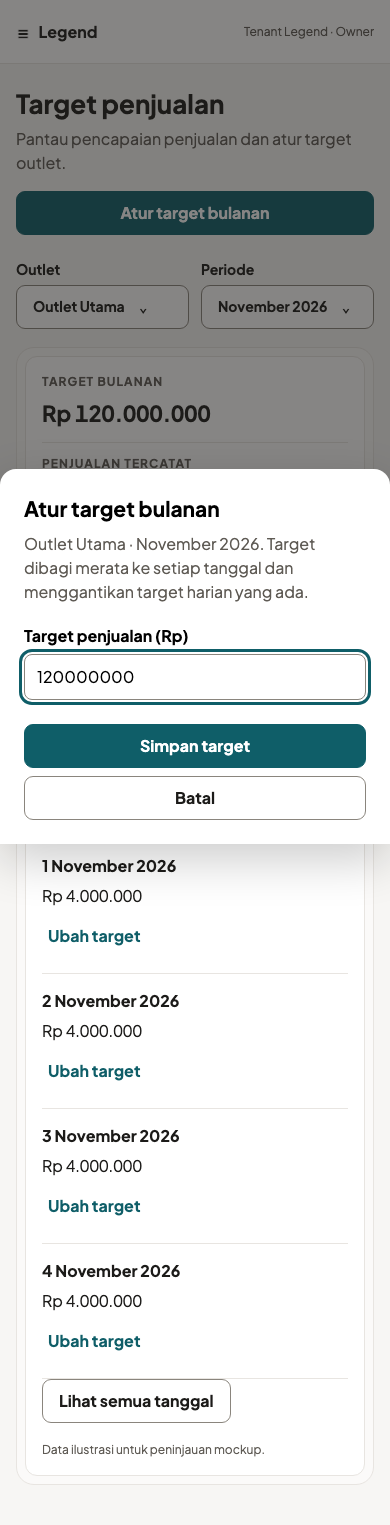 Legend
Tenant Legend · Owner
Target penjualan
Pantau pencapaian penjualan dan atur target
outlet.
Atur target bulanan
Outlet
Periode
Outlet Utama
November 2026
TARGET BULANAN
Rp 120.000.000
PENJUALAN TERCATAT
Atur target bulanan
Outlet Utama · November 2026. Target
dibagi merata ke setiap tanggal dan
menggantikan target harian yang ada.
Target penjualan (Rp)
120000000
Simpan target
Batal
1 November 2026
Rp 4.000.000
Ubah target
2 November 2026
Rp 4.000.000
Ubah target
3 November 2026
Rp 4.000.000
Ubah target
4 November 2026
Rp 4.000.000
Ubah target
Lihat semua tanggal
Data ilustrasi untuk peninjauan mockup.